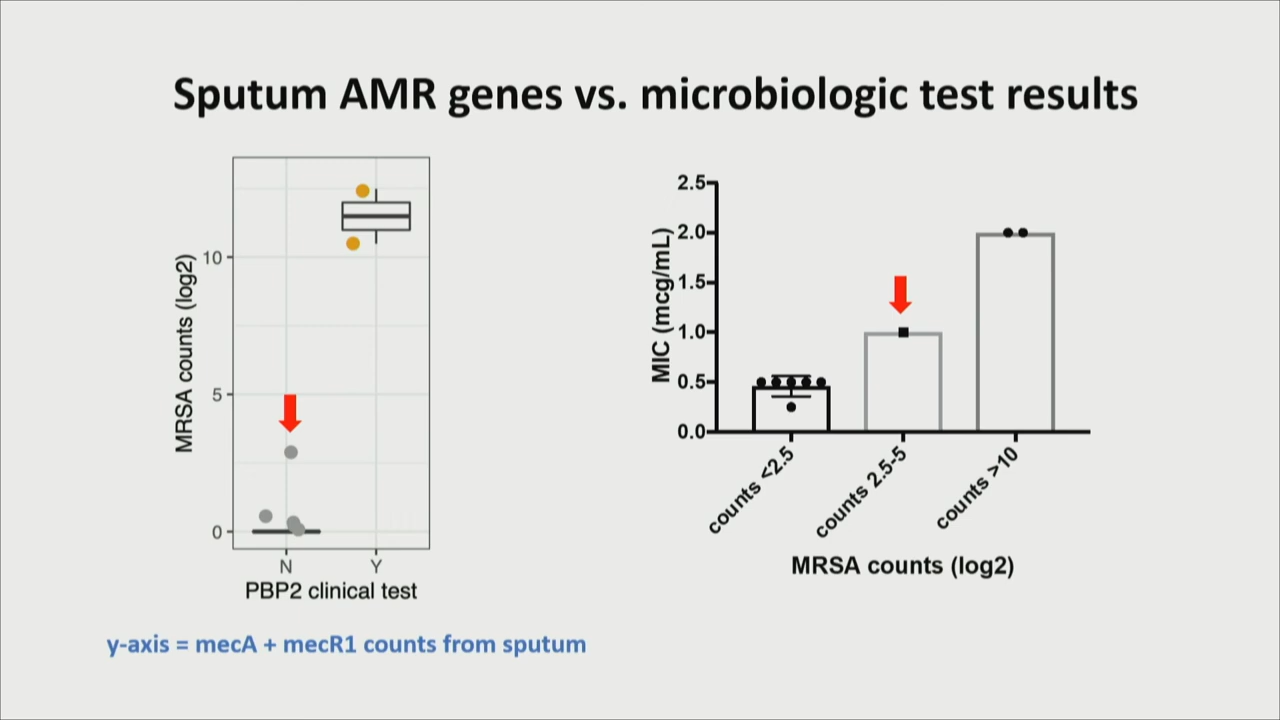 Sputum AMR genes vs. microbiologic test results
MRSA counts (log2)
10
5
0
N
Y
PBP2 clinical test
y-axis = mecA + mecR1 counts from sputum
MIC (mcg/mL)
2.5
2.0
1.5
1.0
0.5
0.0
counts <2.5
counts 2.5-5
counts >10
MRSA counts (log2)